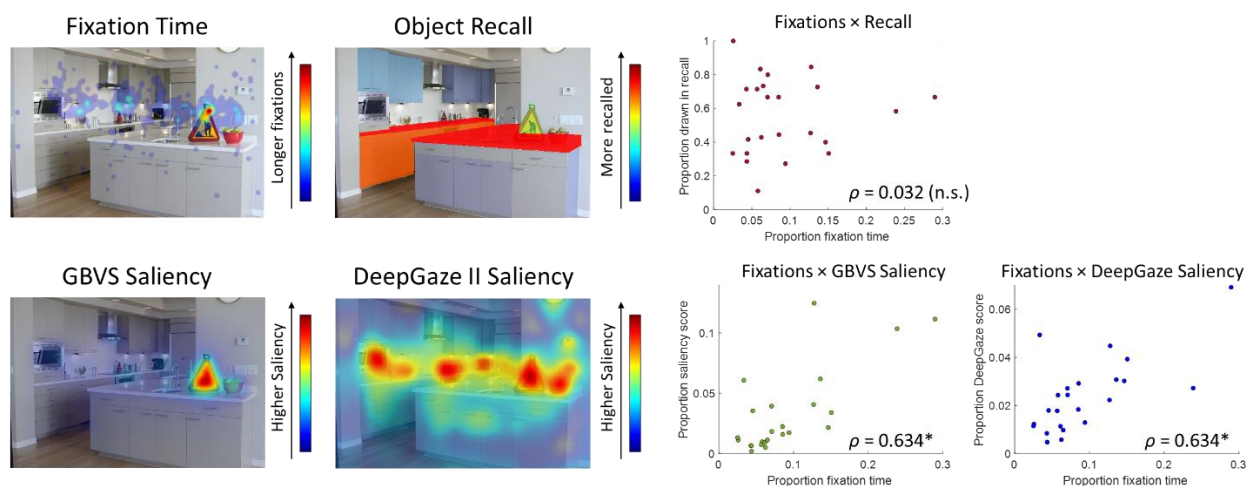 Fixation Time
Longer fixations
Object Recall
More recalled
Fixations × Recall
Proportion drawn in recall
1
0.8
0.6
0.4
0.2
0
0 0.05 0.1 0.15 0.2 0.25 0.3
Proportion fixation time
ρ = 0.032 (n.s.)
GBVS Saliency
Higher Saliency
DeepGaze II Saliency
Higher Saliency
Fixations × GBVS Saliency
Proportion saliency score
0.1
0.05
0
0 0.1 0.2 0.3
Proportion fixation time
ρ = 0.634*
Fixations × DeepGaze Saliency
Proportion DeepGaze score
0.06
0.04
0.02
0
0 0.1 0.2 0.3
Proportion fixation time
ρ = 0.634*